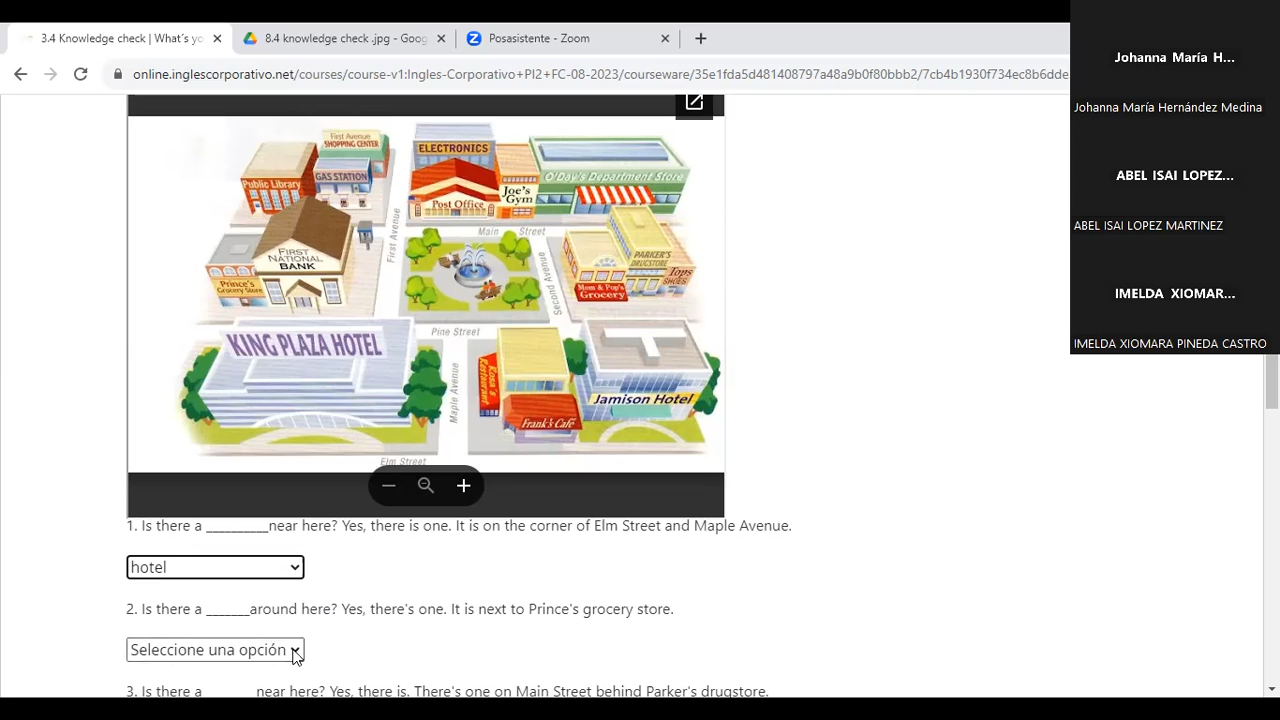 3.4 Knowledge check | What's yo
8.4 knowledge check .jpg - Goog
Posasistente - Zoom
online.inglescorporativo.net/courses/course-v1:Ingles-Corporativo+PI2+FC-08-2023/courseware/35e1fda5d481408797a48a9b0f80bbb2/7cb4b1930f734ec8b6dde
Johanna María H...
Johanna María Hernández Medina
ABEL ISAI LOPEZ...
ABEL ISAI LOPEZ MARTINEZ
IMELDA XIOMAR...
IMELDA XIOMARA PINEDA CASTRO
First Avenue
SHOPPING CENTER
GAS STATION
Public Library
ELECTRONICS
Post Office
Joe's
Gym
O'Day's Department Store
Main Street
First Avenue
FIRST
NATIONAL
BANK
Prince's
Grocery Store
Second Avenue
PARKER'S
DRUGSTORE
Tops
SHOES
Mom & Pop's
Grocery
Pine Street
KING PLAZA HOTEL
Maple Avenue
Rosa's
Restaurant
Frank's Café
Jamison Hotel
Elm Street
1. Is there a __________near here? Yes, there is one. It is on the corner of Elm Street and Maple Avenue.
hotel
2. Is there a _______around here? Yes, there's one. It is next to Prince's grocery store.
Seleccione una opción
3. Is there a ________ near here? Yes, there is. There's one on Main Street behind Parker's drugstore.